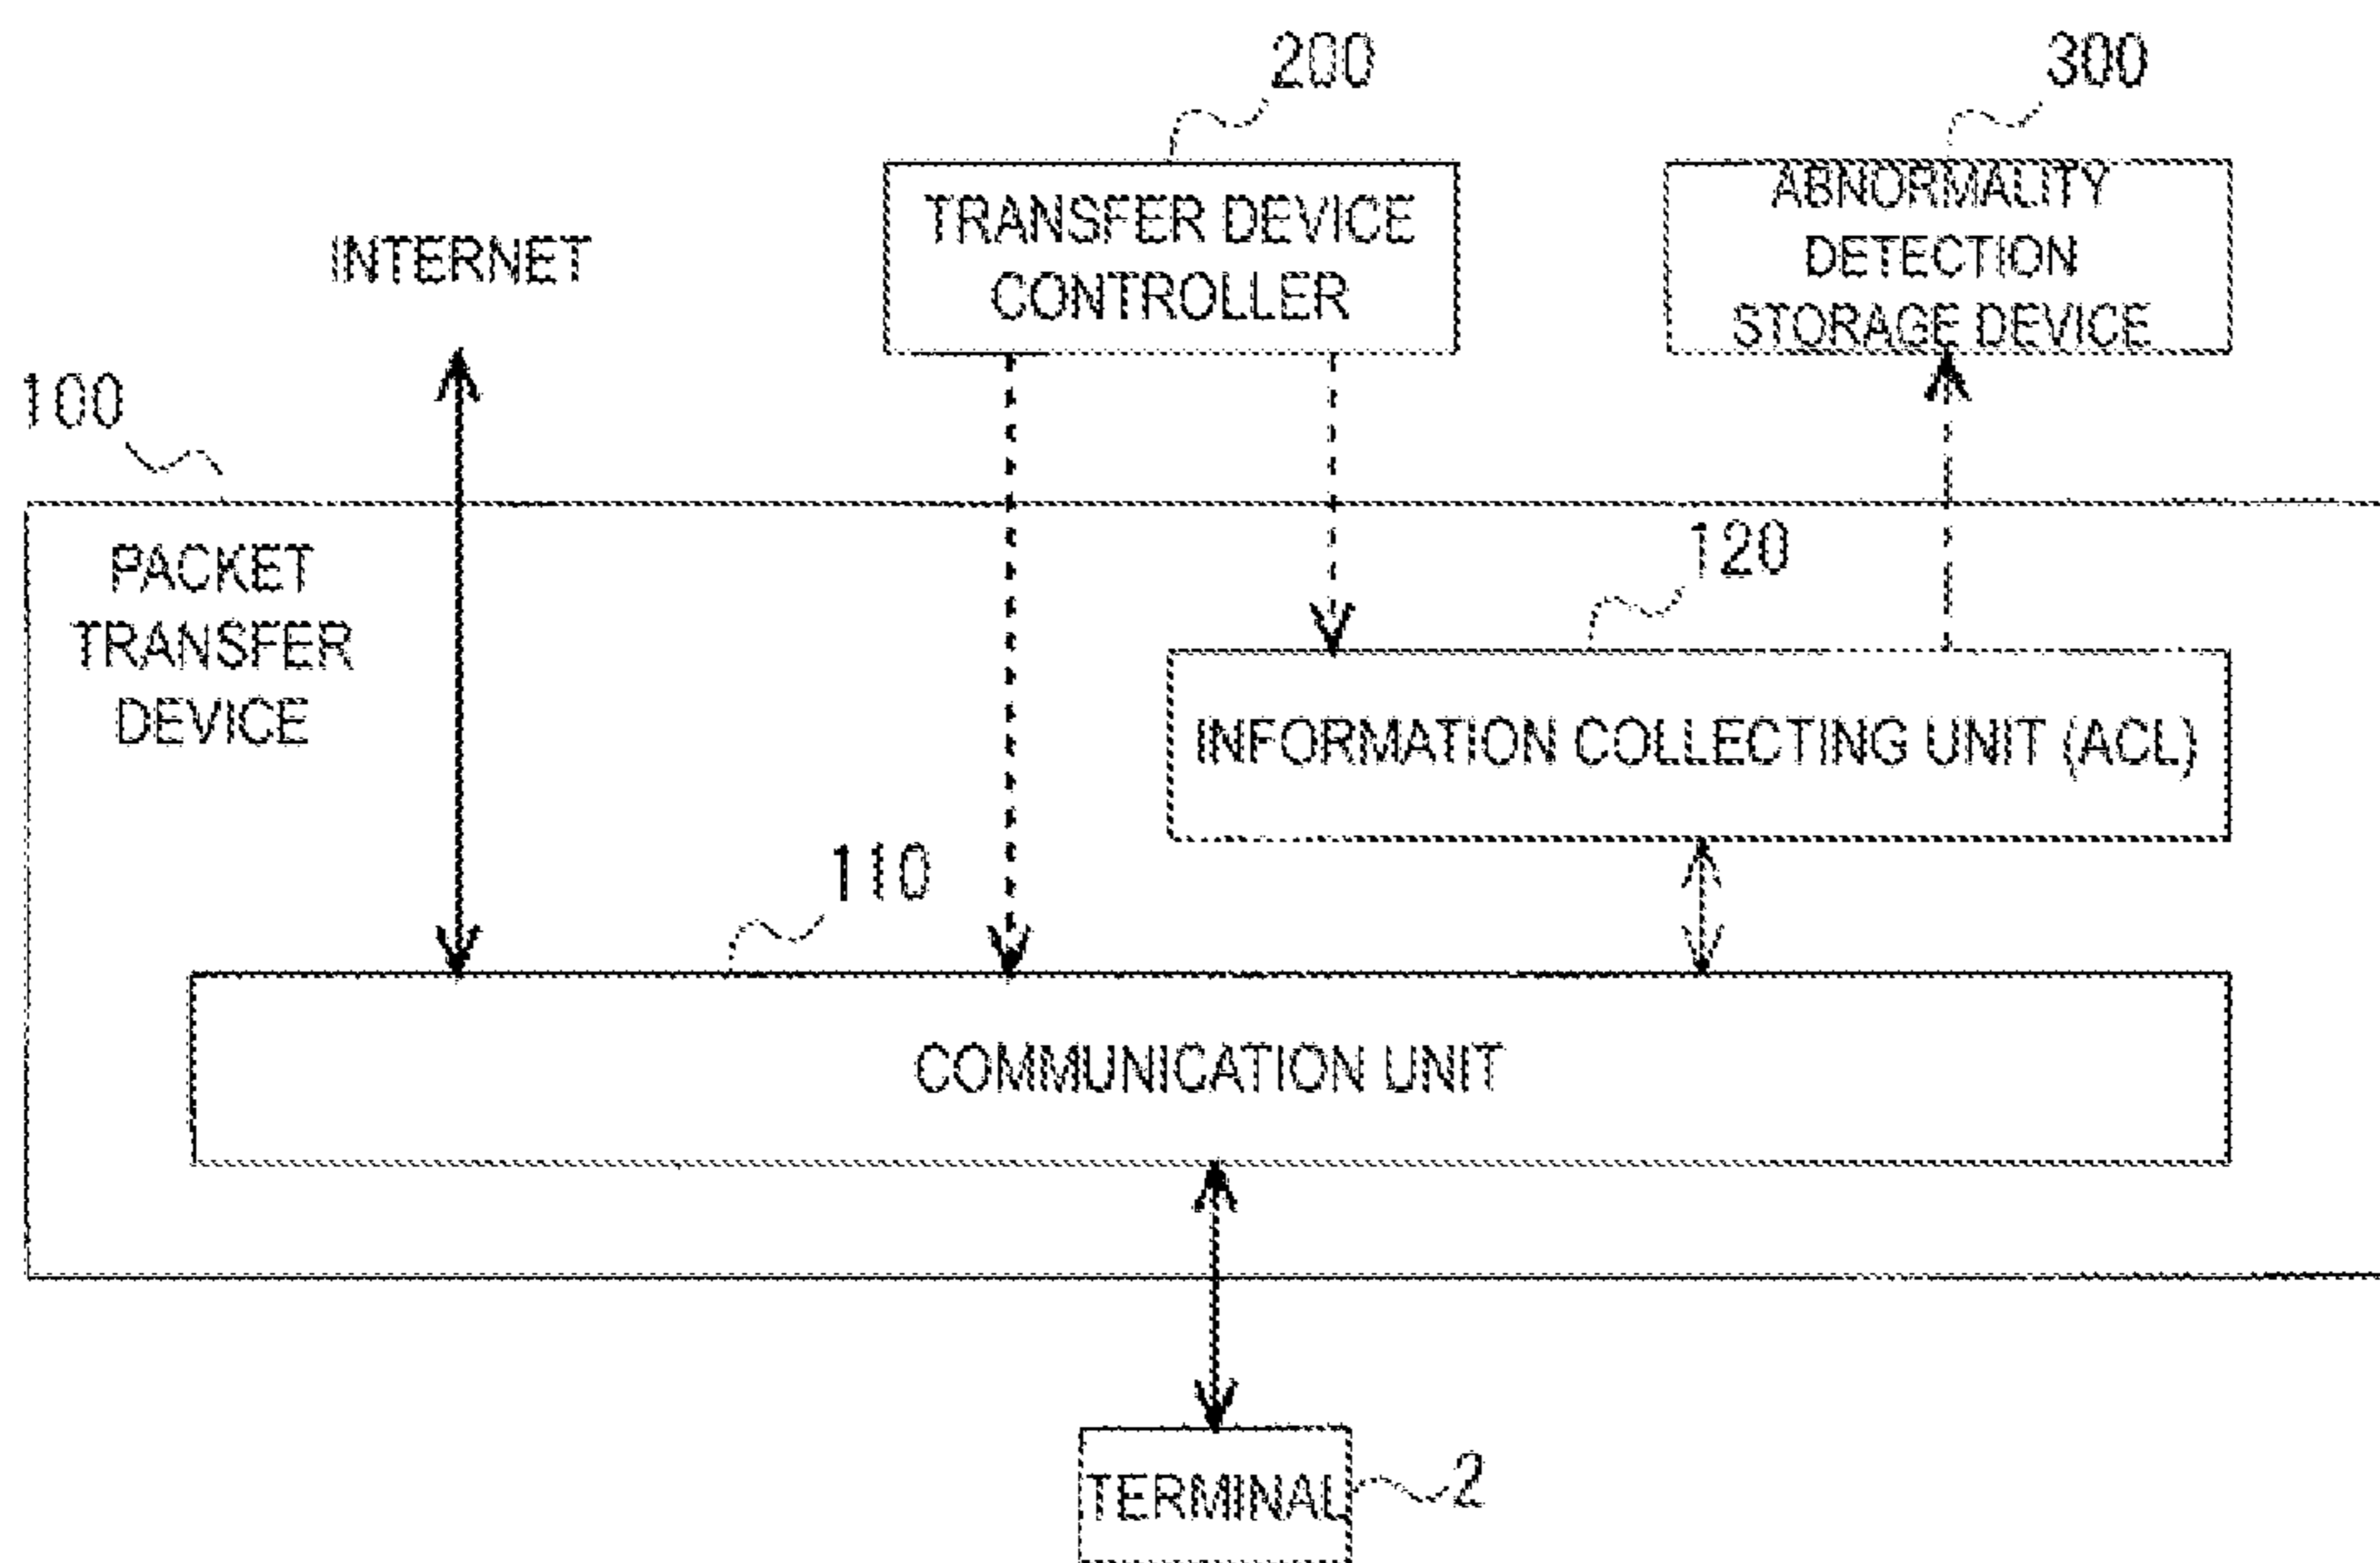 200
300
TRANSFER DEVICE
CONTROLLER
ABNORMALITY
DETECTION
STORAGE DEVICE
INTERNET
100
PACKET
TRANSFER
DEVICE
120
INFORMATION COLLECTING UNIT (ACL)
110
COMMUNICATION UNIT
TERMINAL
2